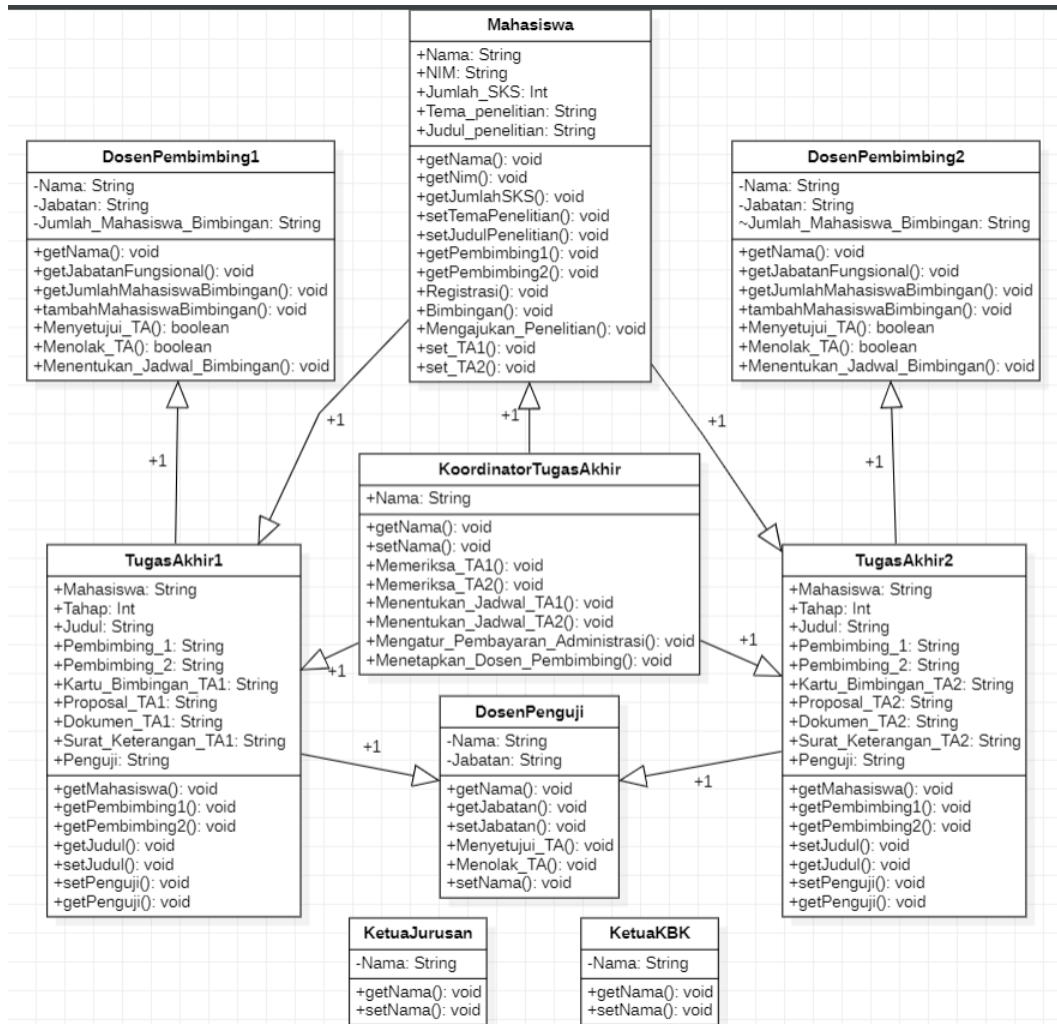 Mahasiswa
+Nama: String
+NIM: String
+Jumlah_SKS: Int
+Tema_penelitian: String
+Judul_penelitian: String
+getNama(): void
+getNim(): void
+getJumlahSKS(): void
+setTemaPenelitian(): void
+setJudulPenelitian(): void
+getPembimbing1(): void
+getPembimbing2(): void
+Registrasi(): void
+Bimbingan(): void
+Mengajukan_Penelitian(): void
+set_TA1(): void
+set_TA2(): void
DosenPembimbing1
-Nama: String
-Jabatan: String
-Jumlah_Mahasiswa_Bimbingan: String
+getNama(): void
+getJabatanFungsional(): void
+getJumlahMahasiswaBimbingan(): void
+tambahMahasiswaBimbingan(): void
+Menyetujui_TA(): boolean
+Menolak_TA(): boolean
+Menentukan_Jadwal_Bimbingan(): void
DosenPembimbing2
-Nama: String
-Jabatan: String
~Jumlah_Mahasiswa_Bimbingan: String
+getNama(): void
+getJabatanFungsional(): void
+getJumlahMahasiswaBimbingan(): void
+tambahMahasiswaBimbingan(): void
+Menyetujui_TA(): boolean
+Menolak_TA(): boolean
+Menentukan_Jadwal_Bimbingan(): void
+1
+1
+1
+1
+1
KoordinatorTugasAkhir
+Nama: String
+getNama(): void
+setNama(): void
+Memeriksa_TA1(): void
+Memeriksa_TA2(): void
+Menentukan_Jadwal_TA1(): void
+Menentukan_Jadwal_TA2(): void
+Mengatur_Pembayaran_Administrasi(): void
+Menetapkan_Dosen_Pembimbing(): void
TugasAkhir1
+Mahasiswa: String
+Tahap: Int
+Judul: String
+Pembimbing_1: String
+Pembimbing_2: String
+Kartu_Bimbingan_TA1: String
+Proposal_TA1: String
+Dokumen_TA1: String
+Surat_Keterangan_TA1: String
+Penguji: String
+getMahasiswa(): void
+getPembimbing1(): void
+getPembimbing2(): void
+getJudul(): void
+setJudul(): void
+setPenguji(): void
+getPenguji(): void
TugasAkhir2
+Mahasiswa: String
+Tahap: Int
+Judul: String
+Pembimbing_1: String
+Pembimbing_2: String
+Kartu_Bimbingan_TA2: String
+Proposal_TA2: String
+Dokumen_TA2: String
+Surat_Keterangan_TA2: String
+Penguji: String
+getMahasiswa(): void
+getPembimbing1(): void
+getPembimbing2(): void
+setJudul(): void
+getJudul(): void
+setPenguji(): void
+getPenguji(): void
+1
+1
+1
+1
DosenPenguji
-Nama: String
-Jabatan: String
+getNama(): void
+getJabatan(): void
+setJabatan(): void
+Menyetujui_TA(): void
+Menolak_TA(): void
+setNama(): void
KetuaJurusan
-Nama: String
+getNama(): void
+setNama(): void
KetuaKBK
-Nama: String
+getNama(): void
+setNama(): void